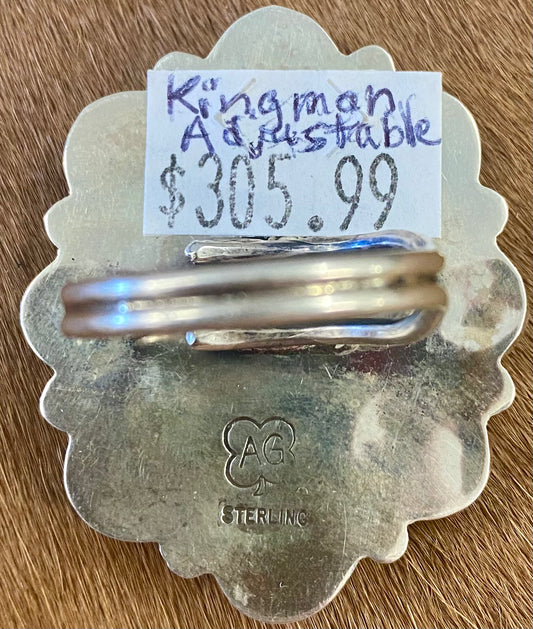 Kingman
Adjustable
$305.99
AG
STERLING